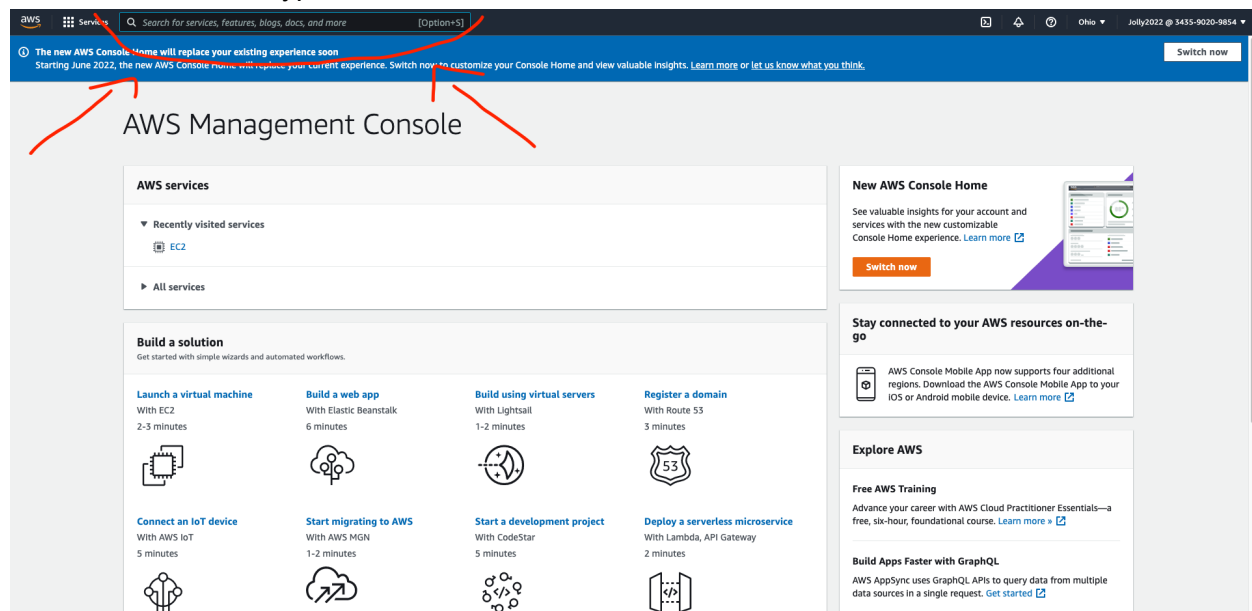 aws
Services
Search for services, features, blogs, docs, and more [Option+S]
Ohio ▼
Jolly2022 @ 3435-9020-9854 ▼
The new AWS Console Home will replace your existing experience soon
Starting June 2022, the new AWS Console Home will replace your current experience. Switch now to customize your Console Home and view valuable insights. Learn more or let us know what you think.
Switch now
AWS Management Console
AWS services
▼ Recently visited services
EC2
▶ All services
Build a solution
Get started with simple wizards and automated workflows.
Launch a virtual machine
With EC2
2-3 minutes
Build a web app
With Elastic Beanstalk
6 minutes
Build using virtual servers
With Lightsail
1-2 minutes
Register a domain
With Route 53
3 minutes
53
Connect an IoT device
With AWS IoT
5 minutes
Start migrating to AWS
With AWS MGN
1-2 minutes
Start a development project
With CodeStar
5 minutes
Deploy a serverless microservice
With Lambda, API Gateway
2 minutes
New AWS Console Home
See valuable insights for your account and
services with the new customizable
Console Home experience. Learn more
Switch now
Stay connected to your AWS resources on-the-
go
AWS Console Mobile App now supports four additional
regions. Download the AWS Console Mobile App to your
iOS or Android mobile device. Learn more
Explore AWS
Free AWS Training
Advance your career with AWS Cloud Practitioner Essentials—a
free, six-hour, foundational course. Learn more »
Build Apps Faster with GraphQL
AWS AppSync uses GraphQL APIs to query data from multiple
data sources in a single request. Get started